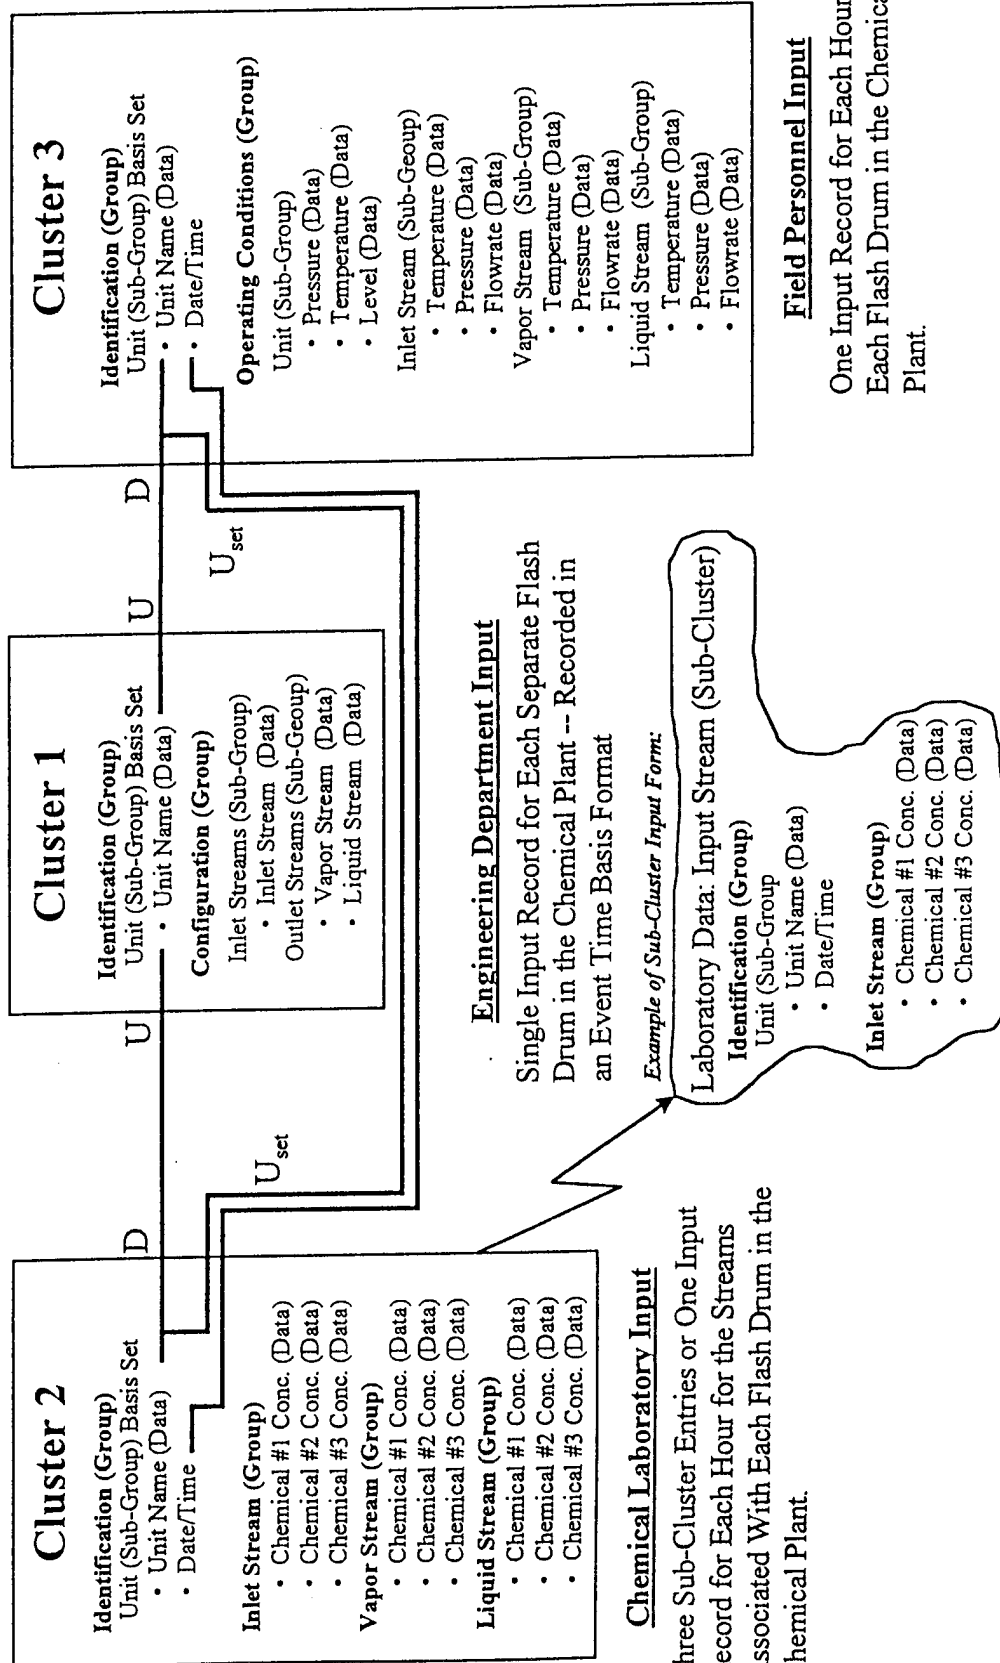 Cluster 2
Identification (Group)
Unit (Sub-Group) Basis Set
• Unit Name (Data)
• Date/Time
Inlet Stream (Group)
• Chemical #1 Conc. (Data)
• Chemical #2 Conc. (Data)
• Chemical #3 Conc. (Data)
Vapor Stream (Group)
• Chemical #1 Conc. (Data)
• Chemical #2 Conc. (Data)
• Chemical #3 Conc. (Data)
Liquid Stream (Group)
• Chemical #1 Conc. (Data)
• Chemical #2 Conc. (Data)
• Chemical #3 Conc. (Data)
Chemical Laboratory Input
hree Sub-Cluster Entries or One Input
ecord for Each Hour for the Streams
ssociated With Each Flash Drum in the
hemical Plant.
D
U
U set
Cluster 1
Identification (Group)
Unit (Sub-Group) Basis Set
• Unit Name (Data)
Configuration (Group)
Inlet Streams (Sub-Group)
• Inlet Stream (Data)
Outlet Streams (Sub-Geoup)
• Vapor Stream (Data)
• Liquid Stream (Data)
Engineering Department Input
Single Input Record for Each Separate Flash
Drum in the Chemical Plant -- Recorded in
an Event Time Basis Format
Example of Sub-Cluster Input Form:
Laboratory Data: Input Stream (Sub-Cluster)
Identification (Group)
Unit (Sub-Group
• Unit Name (Data)
• Date/Time
Inlet Stream (Group)
• Chemical #1 Conc. (Data)
• Chemical #2 Conc. (Data)
• Chemical #3 Conc. (Data)
U
D
U set
Cluster 3
Identification (Group)
Unit (Sub-Group) Basis Set
• Unit Name (Data)
• Date/Time
Operating Conditions (Group)
Unit (Sub-Group)
• Pressure (Data)
• Temperature (Data)
• Level (Data)
Inlet Stream (Sub-Geoup)
• Temperature (Data)
• Pressure (Data)
• Flowrate (Data)
Vapor Stream (Sub-Group)
• Temperature (Data)
• Pressure (Data)
• Flowrate (Data)
Liquid Stream (Sub-Group)
• Temperature (Data)
• Pressure (Data)
• Flowrate (Data)
Field Personnel Input
One Input Record for Each Hour
Each Flash Drum in the Chemica
Plant.